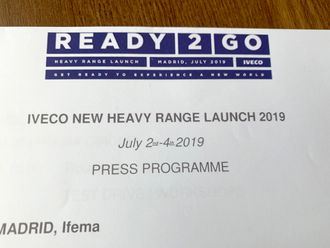 READY 2 GO
HEAVY RANGE LAUNCH MADRID, JULY 2019 IVECO
GET READY TO EXPERIENCE A NEW WORLD
IVECO NEW HEAVY RANGE LAUNCH 2019
July 2nd-4th 2019
PRESS PROGRAMME
MADRID, Ifema